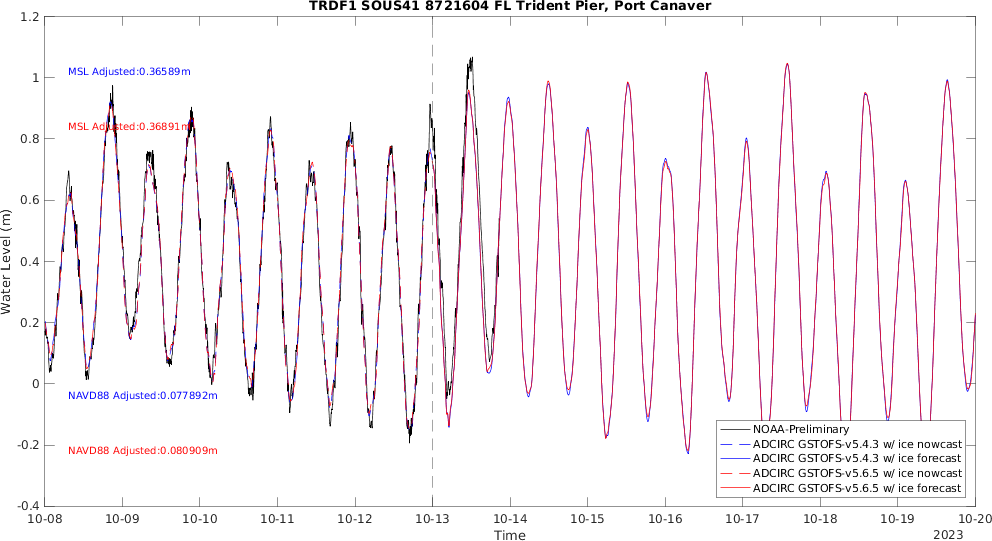 TRDF1 SOUS41 8721604 FL Trident Pier, Port Canaver
1.2
1
0.8
0.6
0.4
0.2
0
-0.2
-0.4
Water Level (m)
MSL Adjusted:0.36589m
MSL Adjusted:0.36891m
NAVD88 Adjusted:0.077892m
NAVD88 Adjusted:0.080909m
NOAA-Preliminary
ADCIRC GSTOFS-v5.4.3 w/ ice nowcast
ADCIRC GSTOFS-v5.4.3 w/ ice forecast
ADCIRC GSTOFS-v5.6.5 w/ ice nowcast
ADCIRC GSTOFS-v5.6.5 w/ ice forecast
10-08 10-09 10-10 10-11 10-12 10-13 10-14 10-15 10-16 10-17 10-18 10-19 10-20
Time
2023